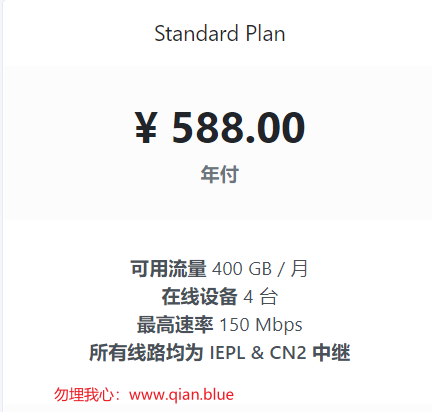 Standard Plan
¥ 588.00
年付
可用流量 400 GB / 月
在线设备 4 台
最高速率 150 Mbps
所有线路均为 IEPL & CN2 中继
勿埋我心：www.qian.blue